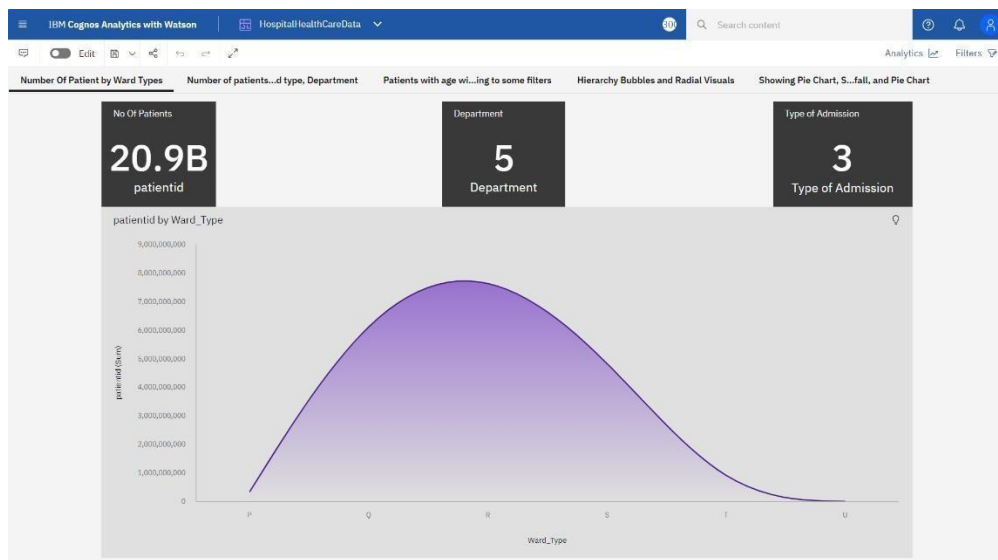 IBM Cognos Analytics with Watson
HospitalHealthCareData
Search content
Edit
Analytics
Filters
Number Of Patient by Ward Types
Number of patients...d type, Department
Patients with age wi...ing to some filters
Hierarchy Bubbles and Radial Visuals
Showing Pie Chart, S...fall, and Pie Chart
No Of Patients
20.9B
patientid
Department
5
Department
Type of Admission
3
Type of Admission
patientid by Ward_Type
patientid (Sum)
9,000,000,000
8,000,000,000
7,000,000,000
6,000,000,000
5,000,000,000
4,000,000,000
3,000,000,000
2,000,000,000
1,000,000,000
0
P
Q
R
S
T
U
Ward_Type